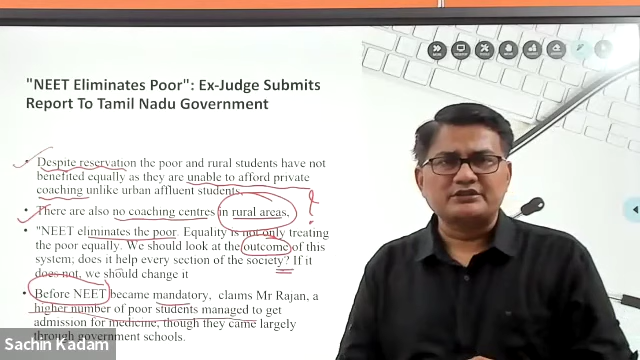 "NEET Eliminates Poor": Ex-Judge Submits
Report To Tamil Nadu Government
• Despite reservation the poor and rural students have not
benefited equally as they are unable to afford private
coaching unlike urban affluent students.
• There are also no coaching centres in rural areas,
• "NEET eliminates the poor. Equality is not only treating
the poor equally. We should look at the outcome of this
system; does it help every section of the society? If it
does not, we should change it
• Before NEET became mandatory, claims Mr Rajan, a
higher number of poor students managed to get
admission for medicine, though they came largely
through government schools.
Sachin Kadam